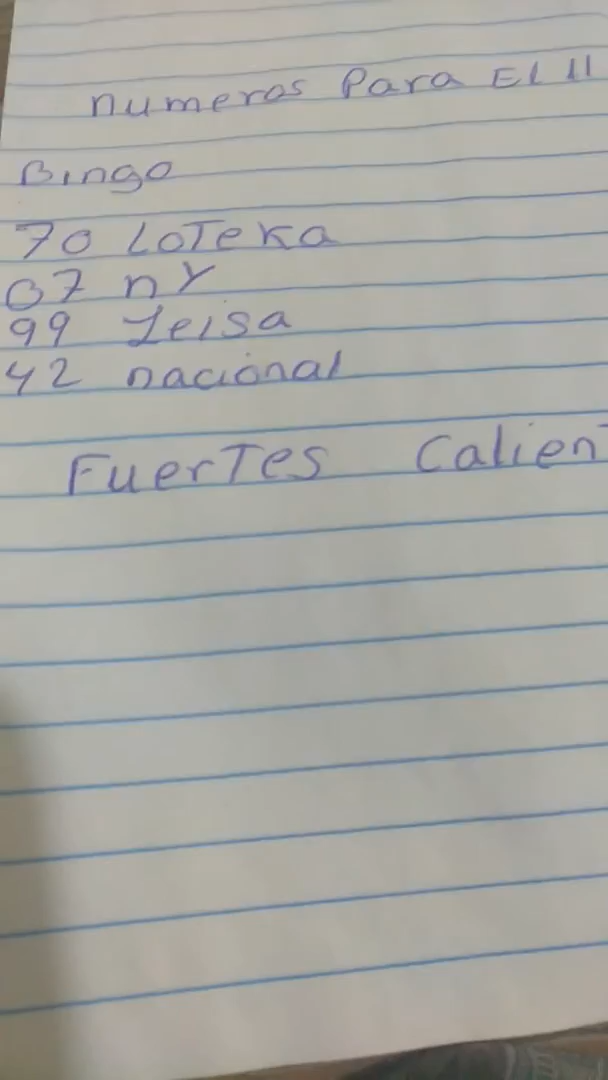 numeros Para El 11
Bingo
70 LoTeka
07 nY
99 Leisa
42 nacional
FuerTes Calien